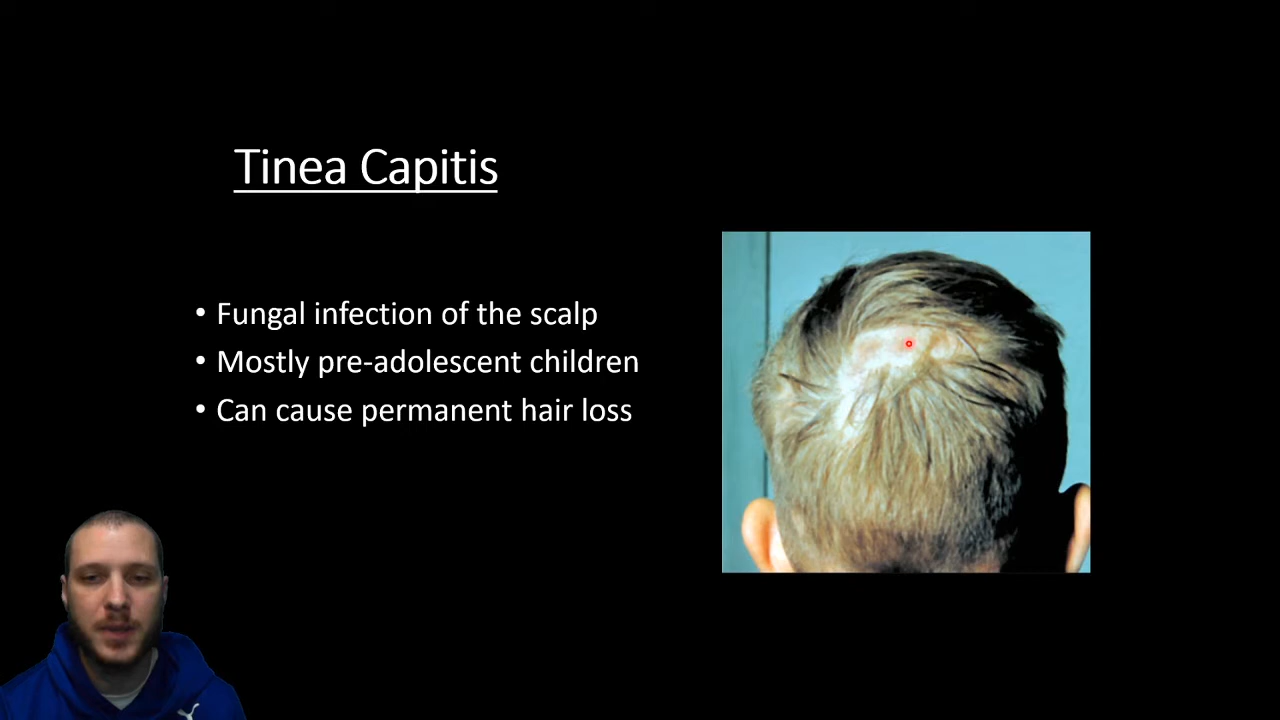 Tinea Capitis
• Fungal infection of the scalp
• Mostly pre-adolescent children
• Can cause permanent hair loss